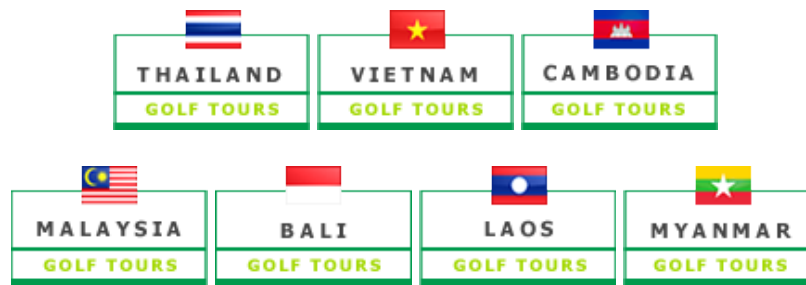 THAILAND
GOLF TOURS
VIETNAM
GOLF TOURS
CAMBODIA
GOLF TOURS
MALAYSIA
GOLF TOURS
BALI
GOLF TOURS
LAOS
GOLF TOURS
MYANMAR
GOLF TOURS